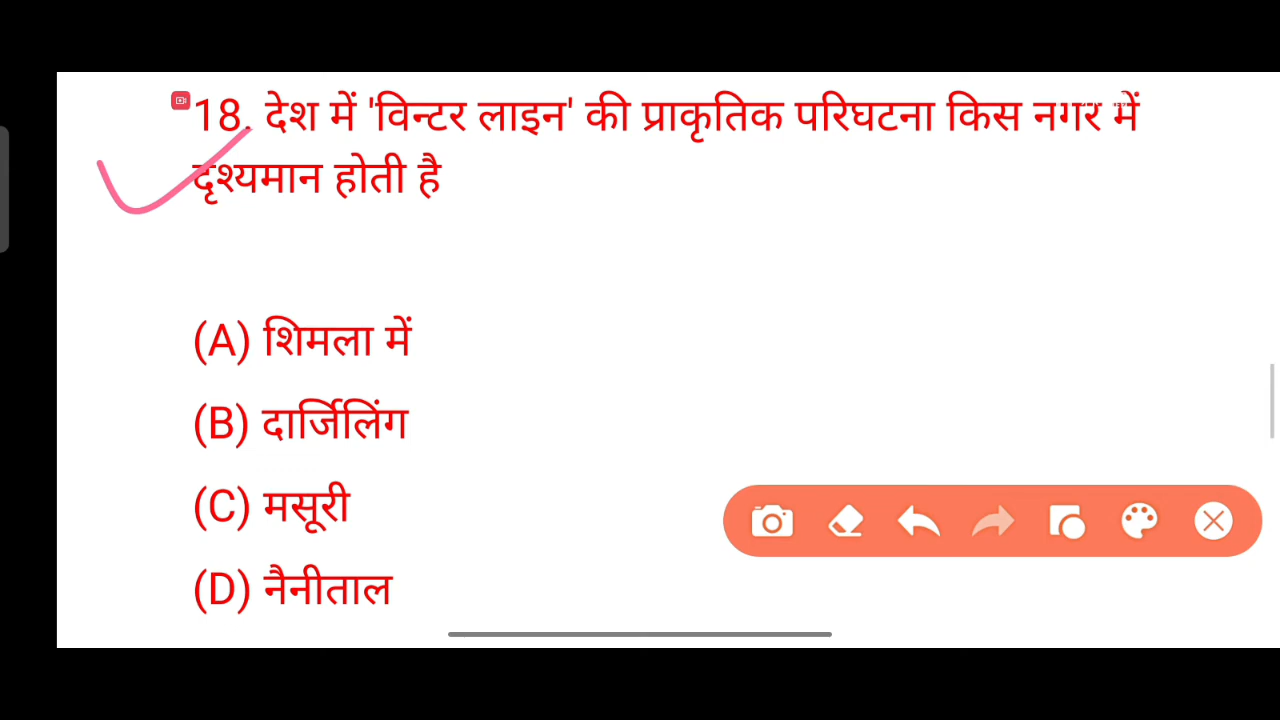 18. देश में 'विन्टर लाइन' की प्राकृतिक परिघटना किस नगर में
दृश्यमान होती है
(A) शिमला में
(B) दार्जिलिंग
(C) मसूरी
(D) नैनीताल